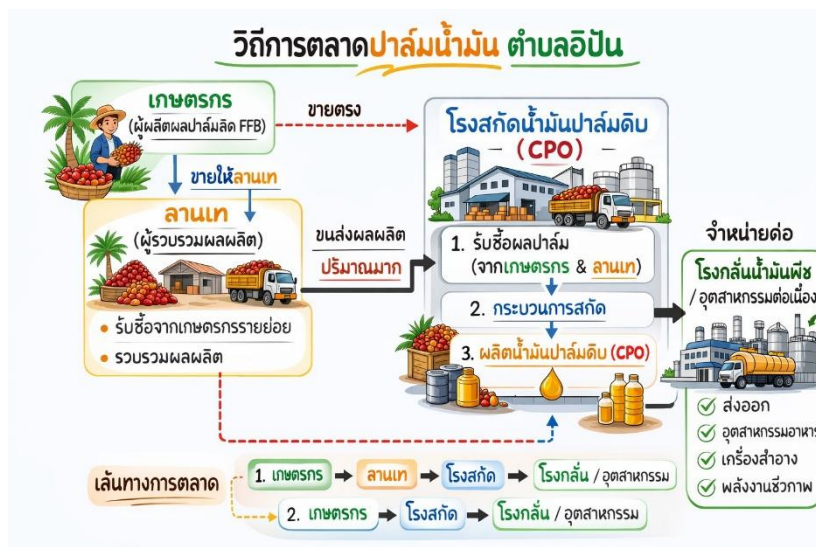 วิถีการตลาดปาล์มน้ำมัน ตำบลอิปัน
เกษตรกร
(ผู้ผลีตผลปาล์มลิด FFB)
ขายตรง
ขายให้ลานเท
ลานเท
(ผู้รวบรวมผลผลิต)
• รับซื้อจากเกษตรกรรายย่อย
• รวบรวมผลผลิต
ขนส่งผลผลิต
ปริมาณมาก
โรงสกัดน้ำมันปาล์มดิบ
(CPO)
1. รับซื้อผลปาล์ม
(จากเกษตรกร & ลานเท)
2. กระบวนการสกัด
3. ผลิตน้ำมันปาล์มดิบ (CPO)
จำหน่ายต่อ
โรงกลั่นน้ำมันพืช
/ อุตสาหกรรมต่อเนื่อง
ส่งออก
อุตสาหกรรมอาหาร
เครื่องสำอาง
พลังงานชีวภาพ
เส้นทางการตลาด
1. เกษตรกร → ลานเท → โรงสกัด → โรงกลั่น / อุตสาหกรรม
2. เกษตรกร → โรงสกัด → โรงกลั่น / อุตสาหกรรม